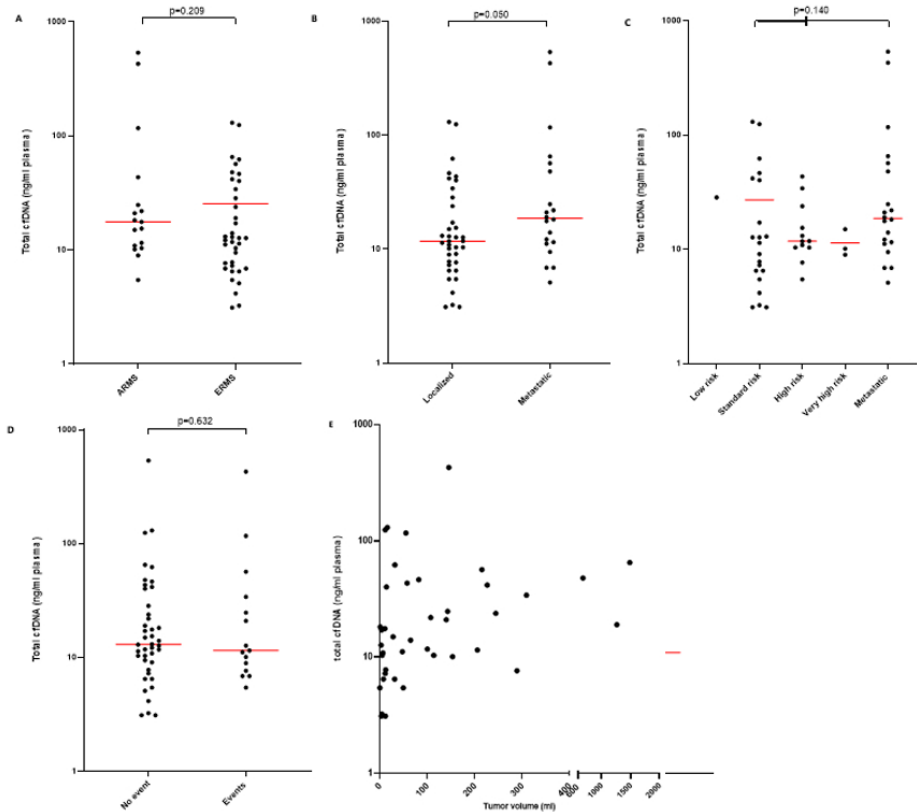 A
p=0.209
Total cfDNA (ng/ml plasma)
1000
100
10
1
ARMS
ERMS
B
p=0.050
Total cfDNA (ng/ml plasma)
1000
100
10
1
Localized
Metastatic
C
p=0.140
Total cfDNA (ng/ml plasma)
1000
100
10
1
Low risk
Standard risk
High risk
Very high risk
Metastatic
D
p=0.632
Total cfDNA (ng/ml plasma)
1000
100
10
1
No event
Events
E
total cfDNA (ng/ml plasma)
1000
100
10
1
0
100
200
300
400
1000
1500
2000
Tumor volume (ml)